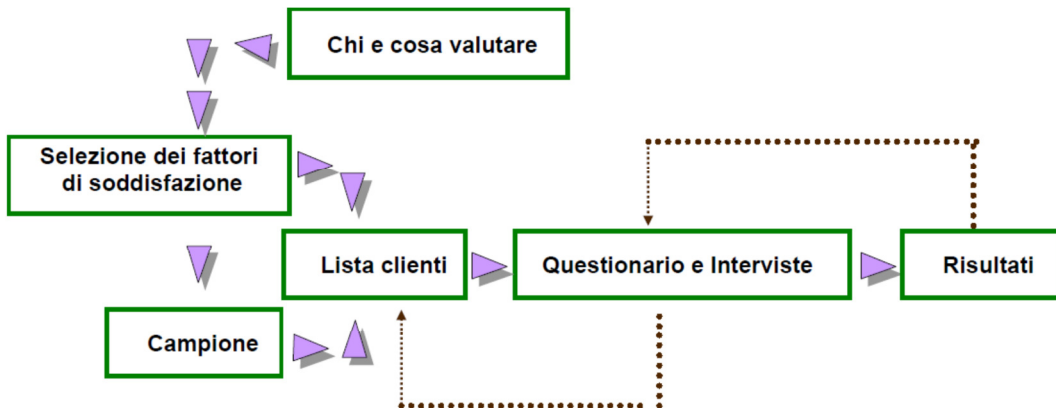 Chi e cosa valutare
Selezione dei fattori
di soddisfazione
Lista clienti
Questionario e Interviste
Risultati
Campione